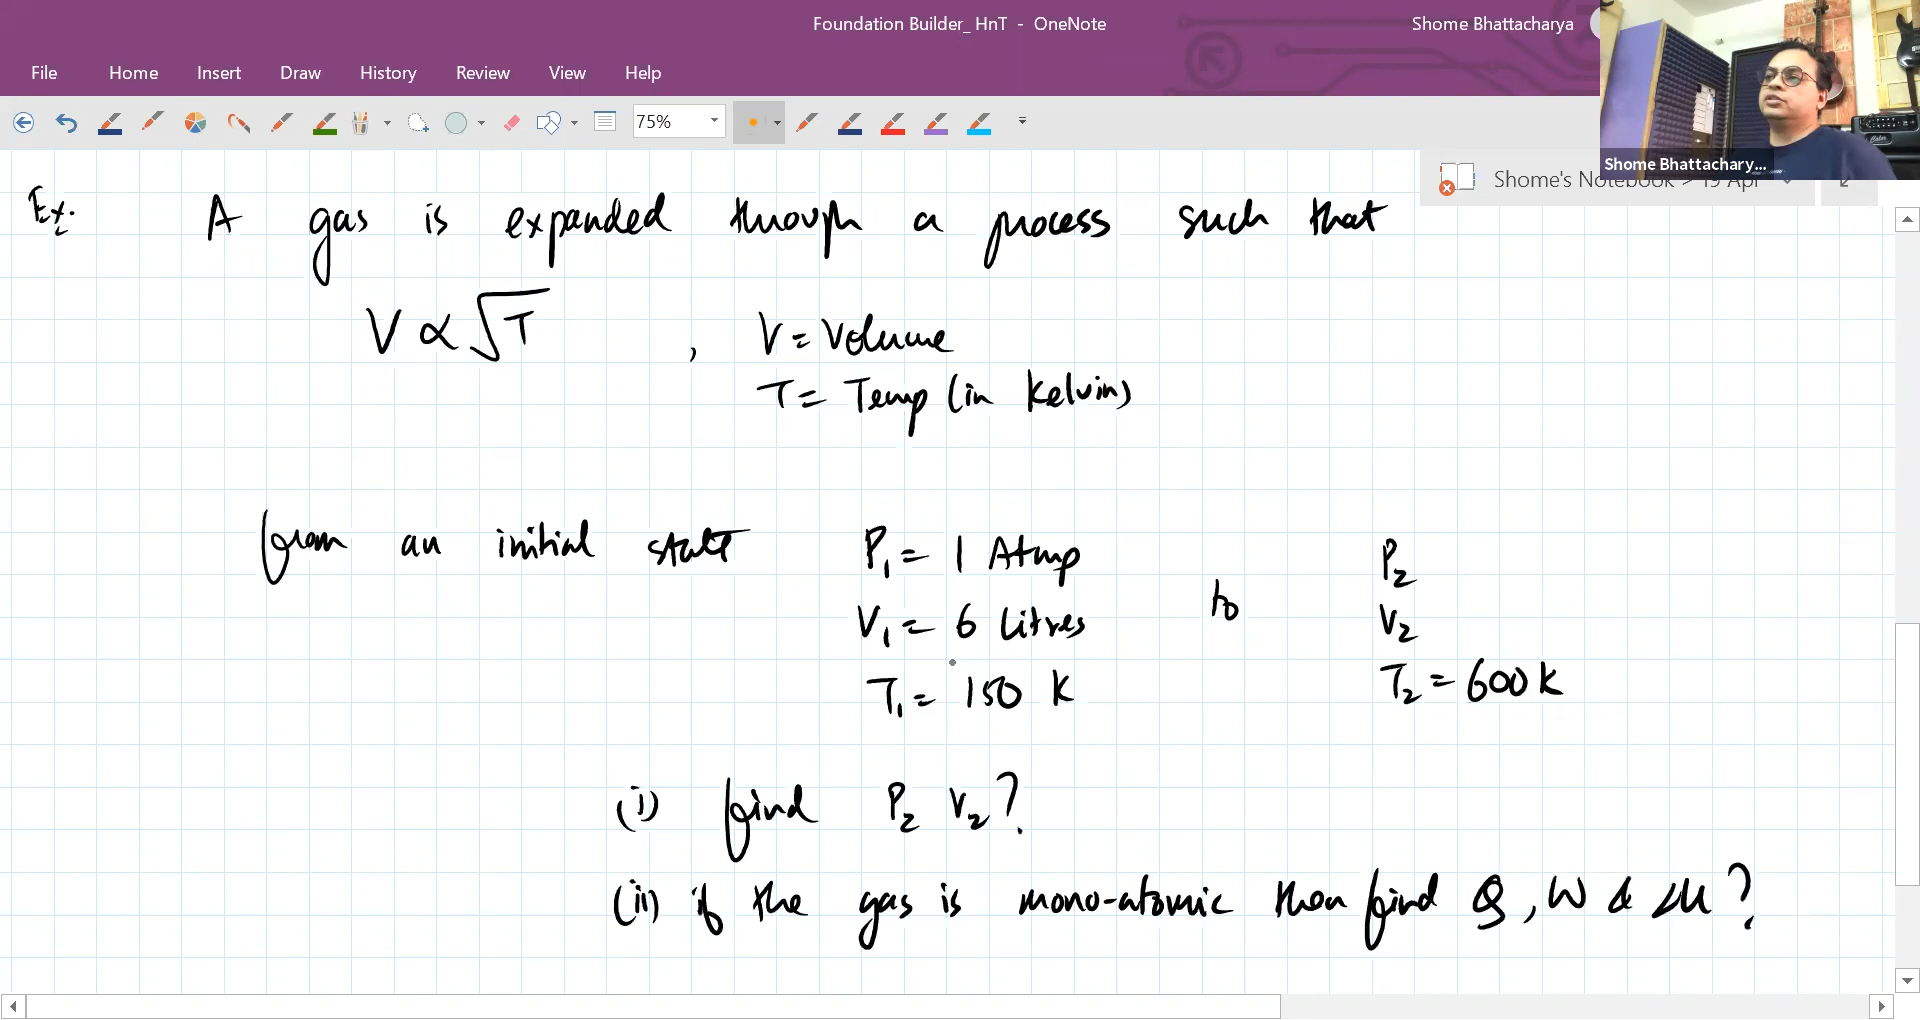 Foundation Builder_ HnT - OneNote
Shome Bhattacharya
File Home Insert Draw History Review View Help
75%
Shome Bhattachary...
Shome's Notebook > 19 Apr
Ex. A gas is expanded through a process such that
V ∝ √T , V = Volume
T = Temp (in Kelvin)
from an initial state P₁ = 1 Atmp to P₂
V₁ = 6 Litres V₂
T₁ = 150 K T₂ = 600 K
(i) find P₂ V₂?
(ii) if the gas is mono-atomic then find Q, W & ΔU?